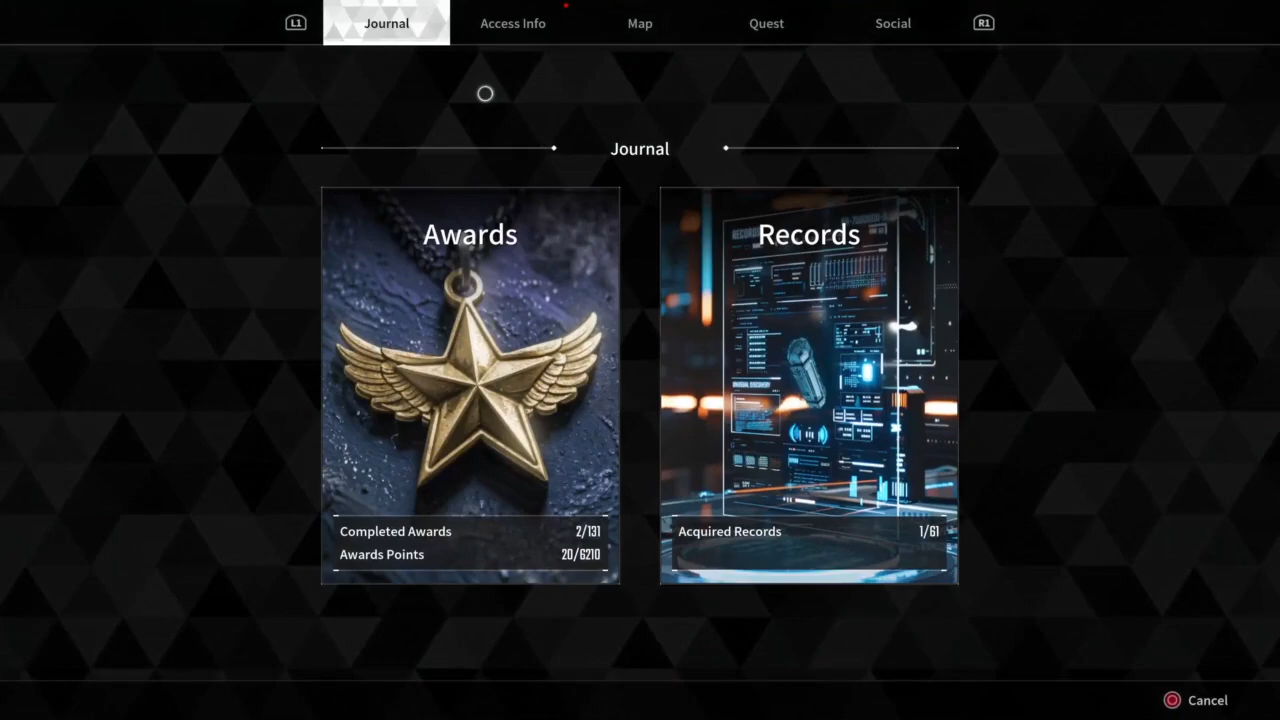 L1 Journal Access Info Map Quest Social R1
Journal
Awards
Completed Awards 2/131
Awards Points 20/6210
Records
Acquired Records 1/61
Cancel